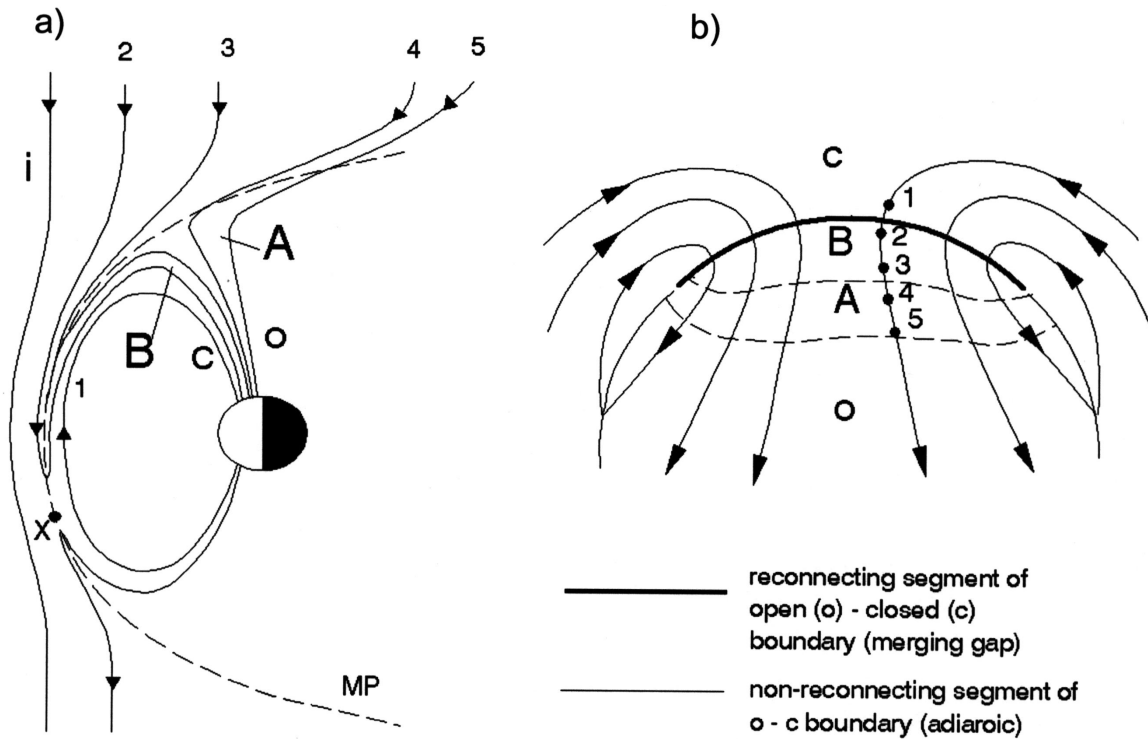 a)
2
3
4
5
i
A
B
C
o
1
X
MP
b)
c
1
B
2
3
A
4
5
o
reconnecting segment of
open (o) - closed (c)
boundary (merging gap)
non-reconnecting segment of
o - c boundary (adiaroic)